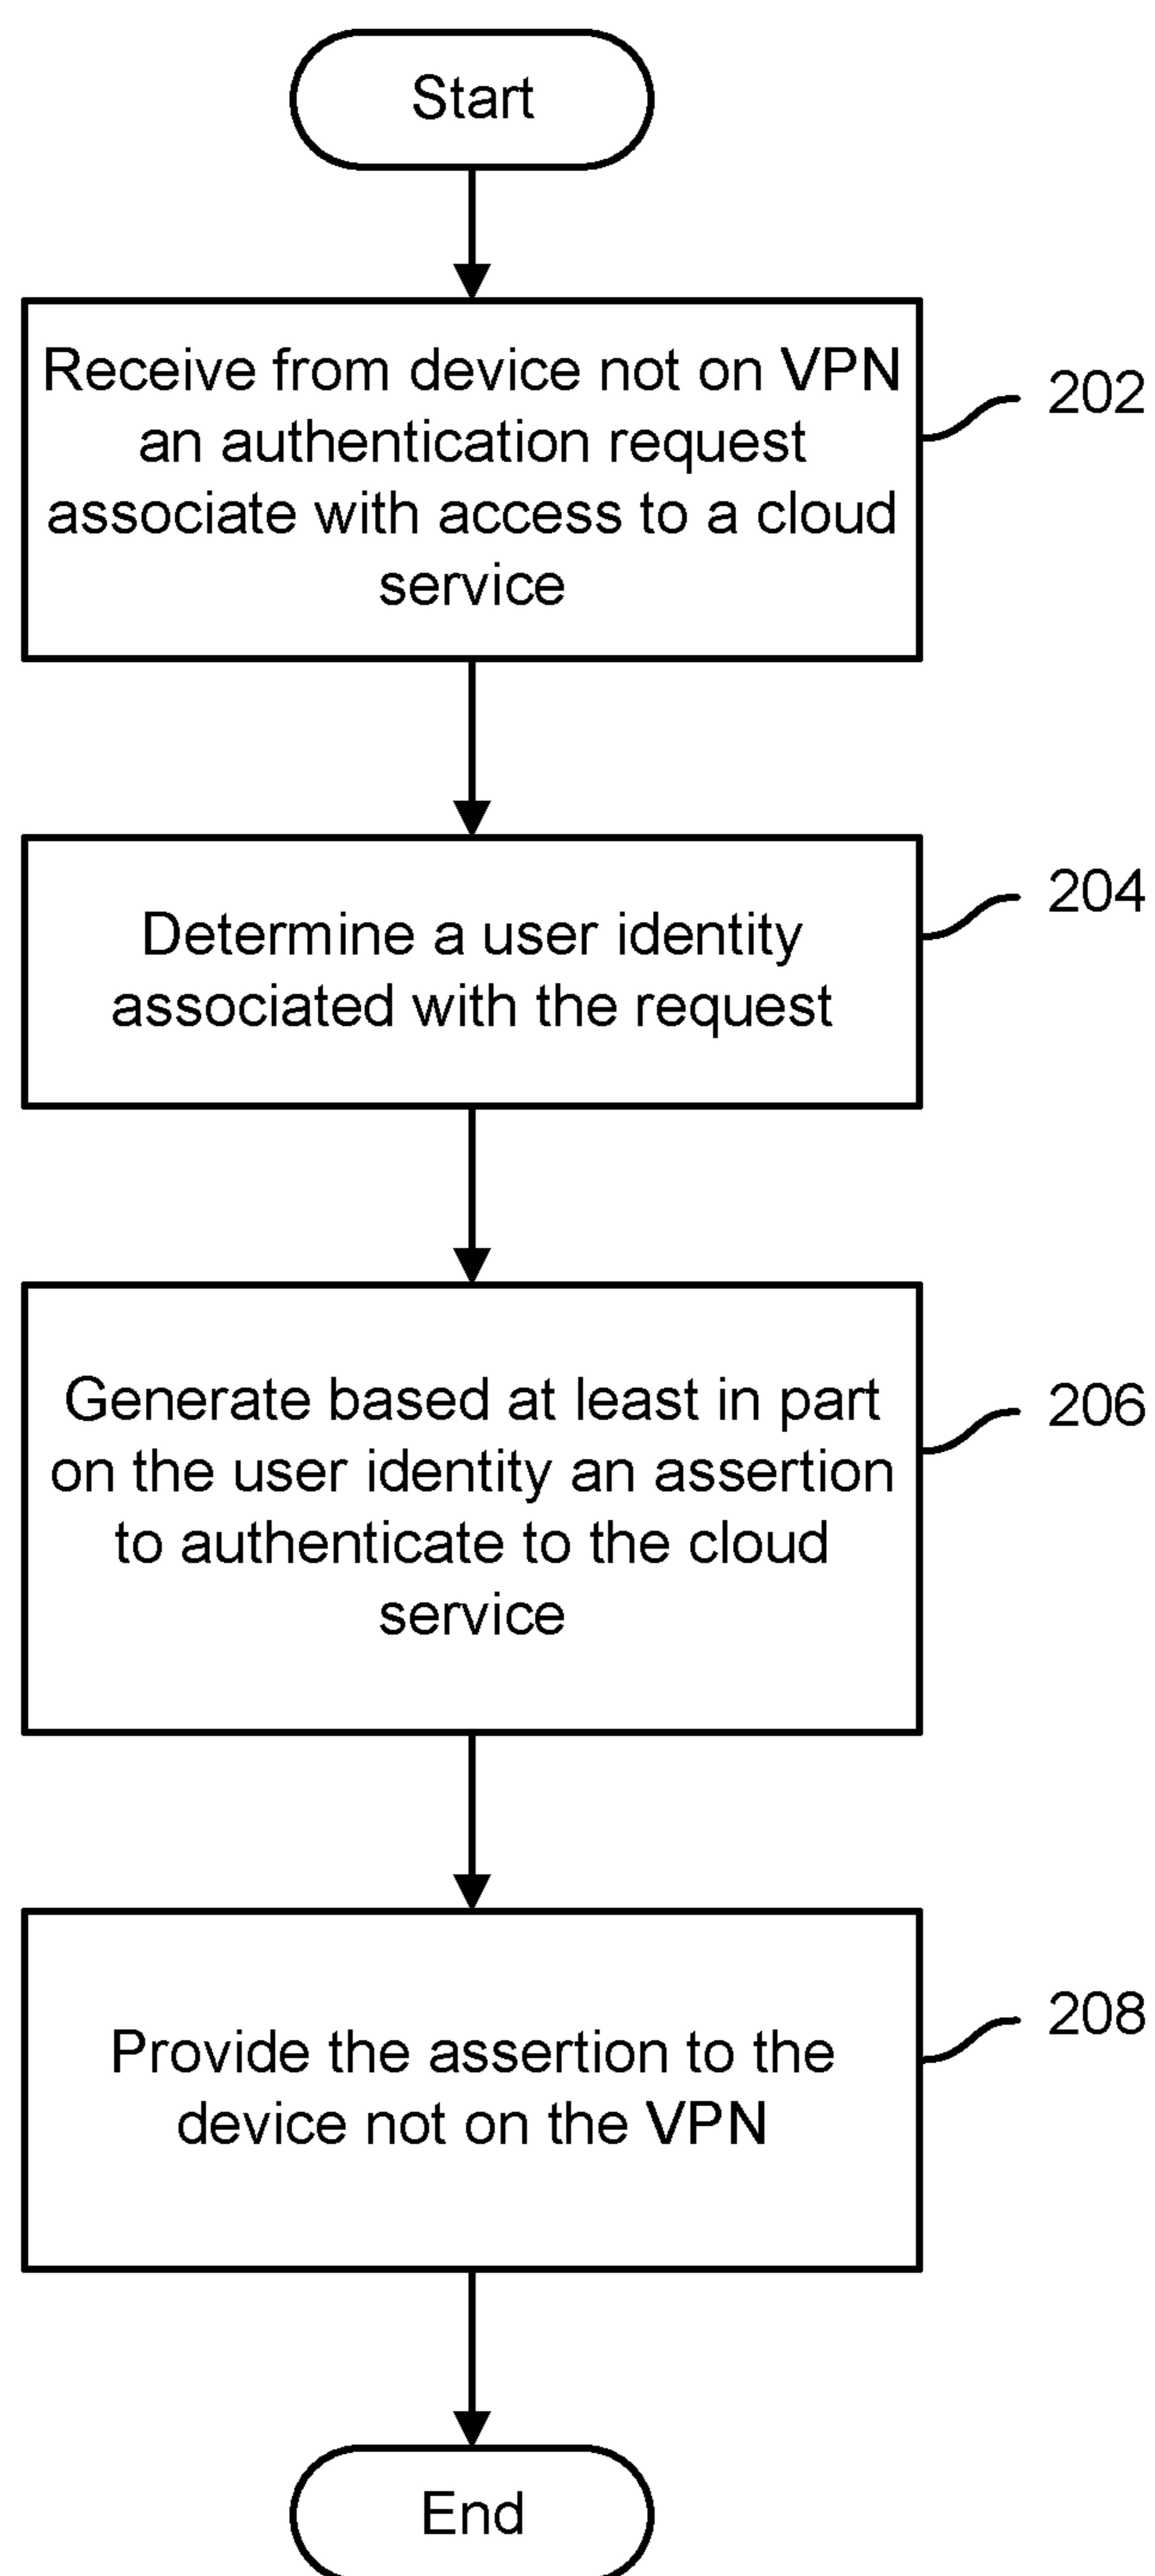 Start
Receive from device not on VPN
an authentication request
associate with access to a cloud
service
202
Determine a user identity
associated with the request
204
Generate based at least in part
on the user identity an assertion
to authenticate to the cloud
service
206
Provide the assertion to the
device not on the VPN
208
End